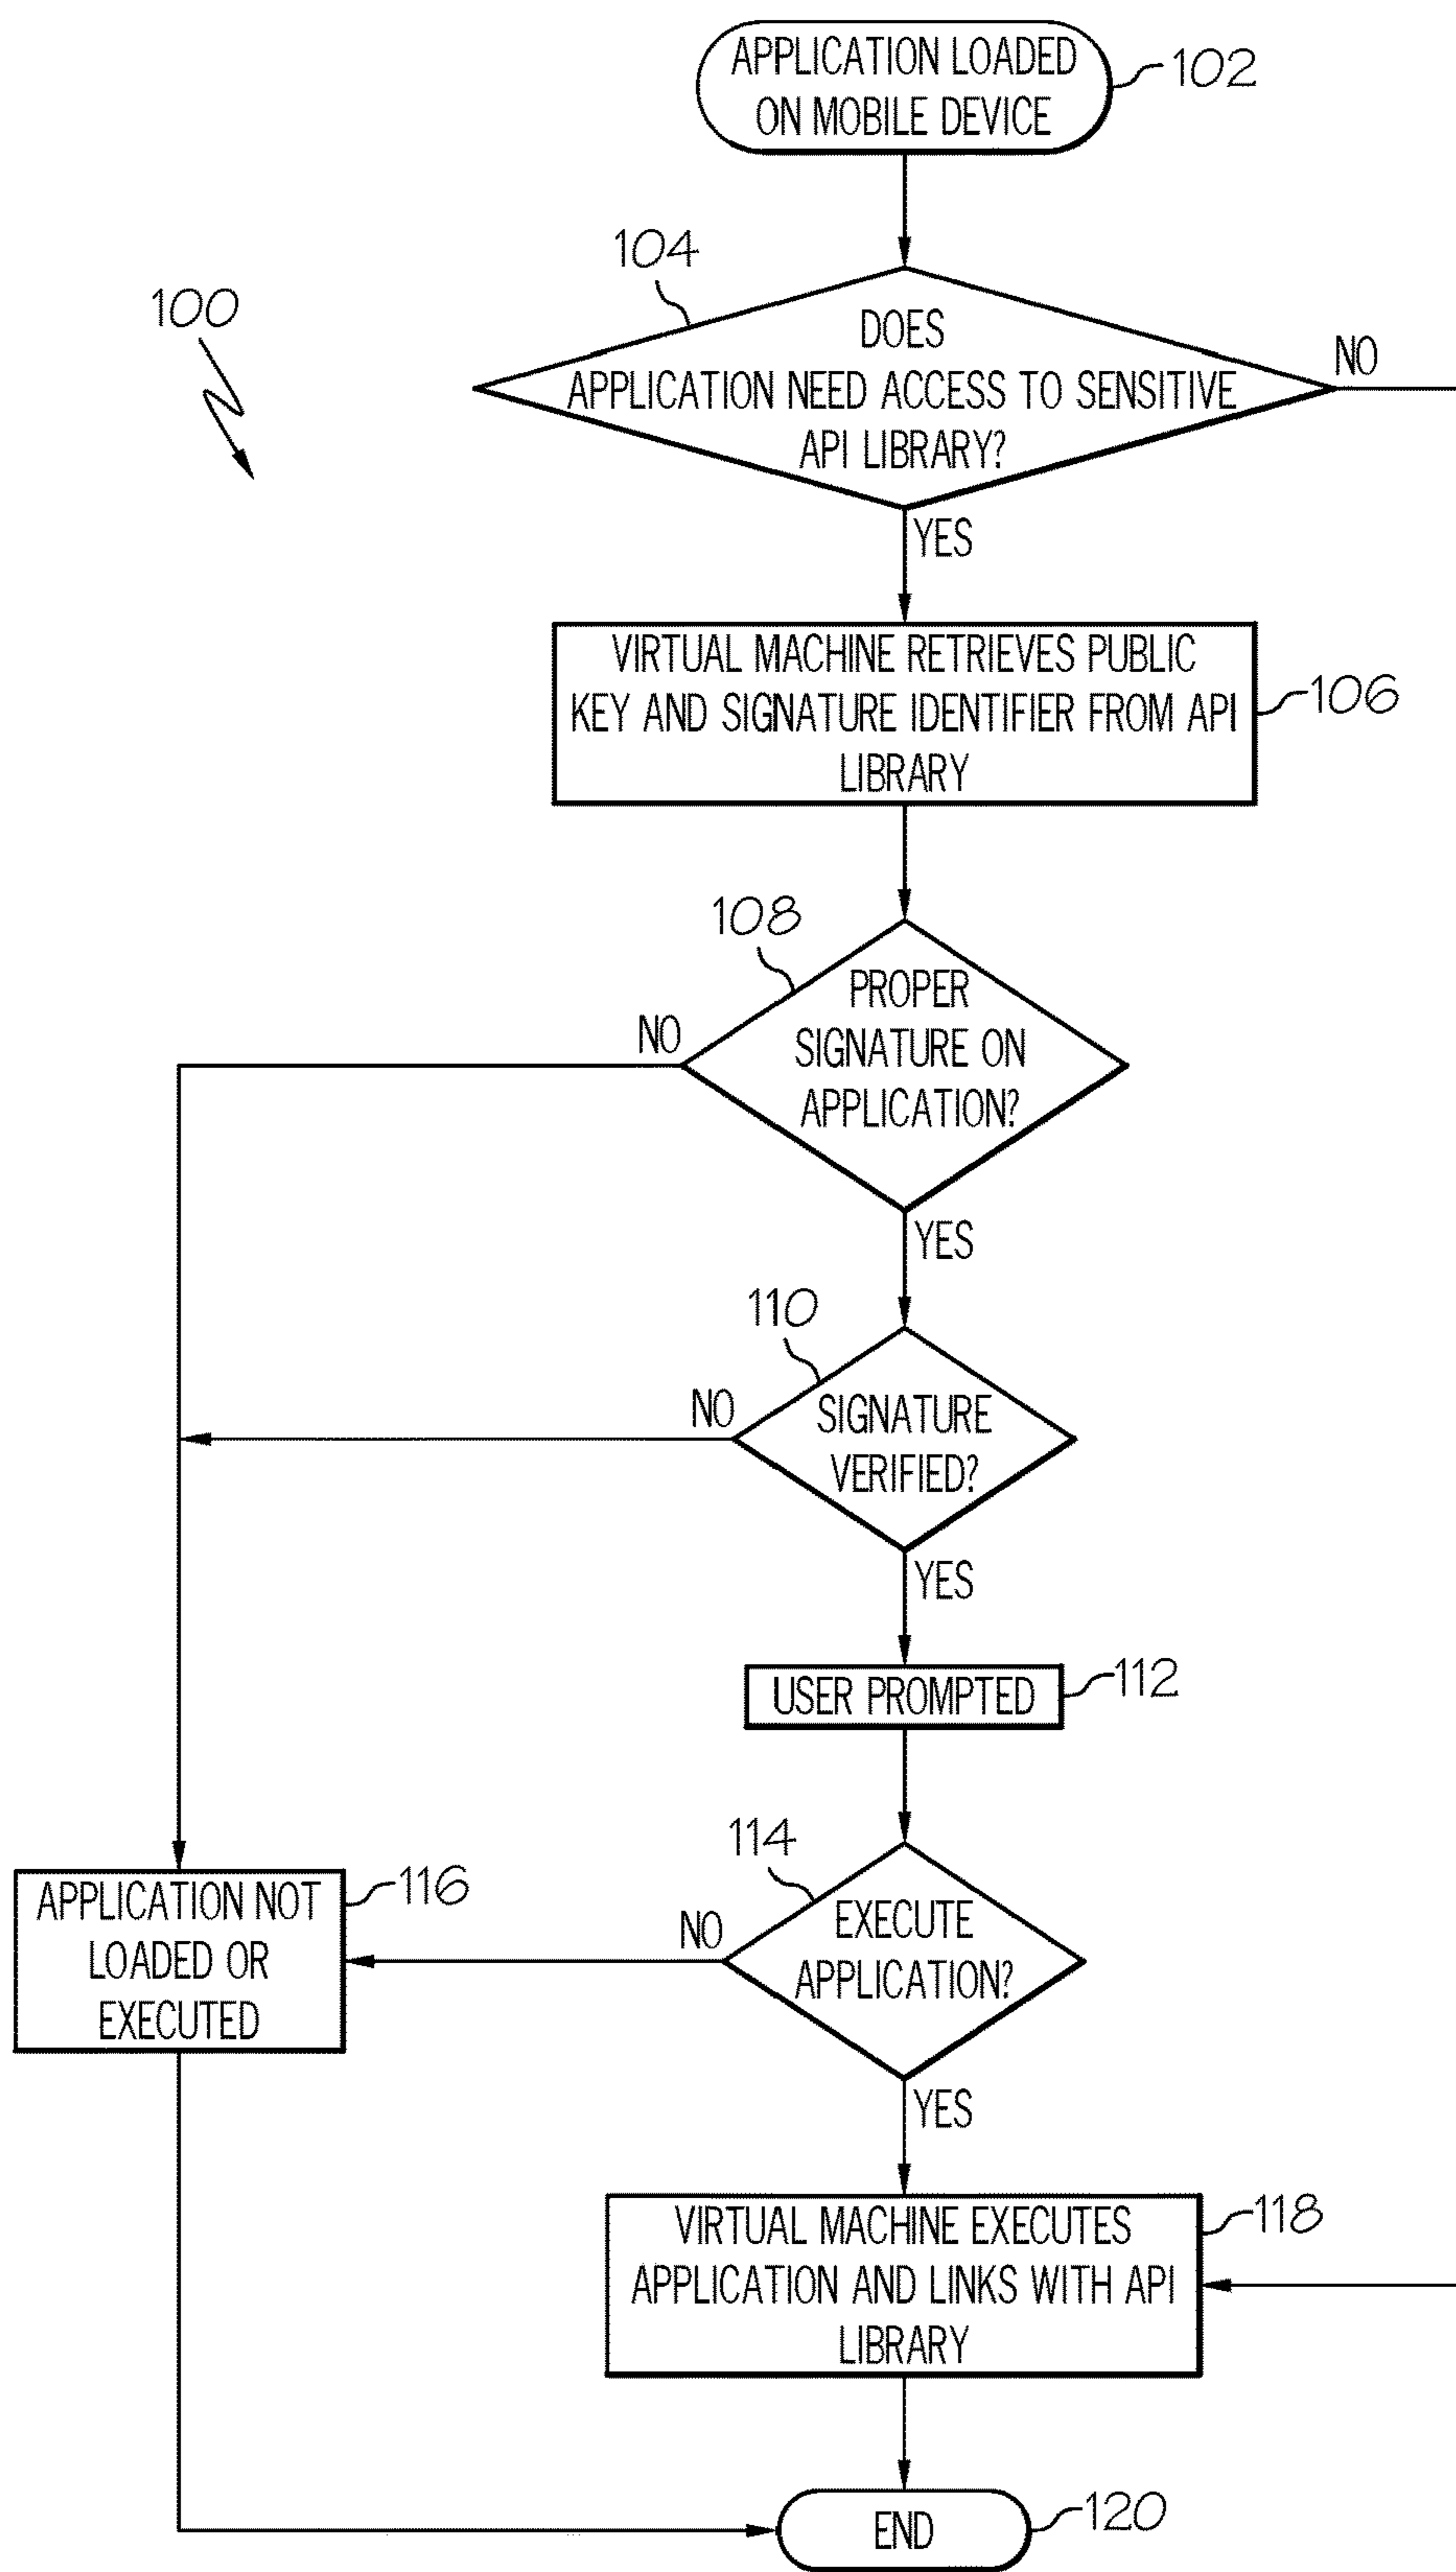 APPLICATION LOADED
ON MOBILE DEVICE
102
100
104
DOES
APPLICATION NEED ACCESS TO SENSITIVE
API LIBRARY?
NO
YES
VIRTUAL MACHINE RETRIEVES PUBLIC
KEY AND SIGNATURE IDENTIFIER FROM API
LIBRARY
106
108
PROPER
SIGNATURE ON
APPLICATION?
NO
YES
110
SIGNATURE
VERIFIED?
NO
YES
USER PROMPTED
112
114
EXECUTE
APPLICATION?
NO
YES
APPLICATION NOT
LOADED OR
EXECUTED
116
VIRTUAL MACHINE EXECUTES
APPLICATION AND LINKS WITH API
LIBRARY
118
END
120